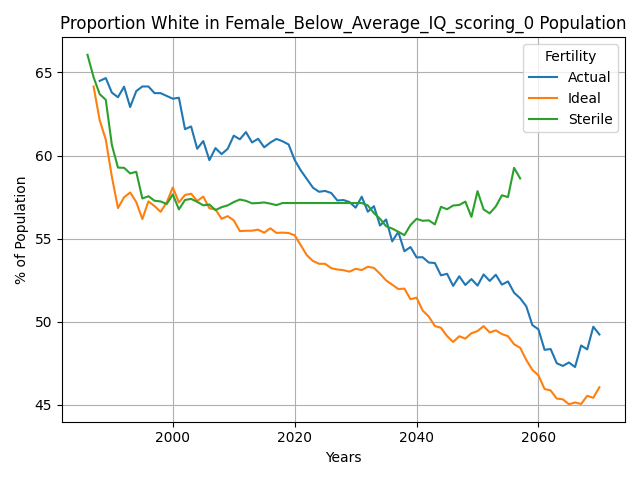 Proportion White in Female_Below_Average_IQ_scoring_0 Population
65
60
55
50
45
% of Population
2000
2020
2040
2060
Years
Fertility
Actual
Ideal
Sterile